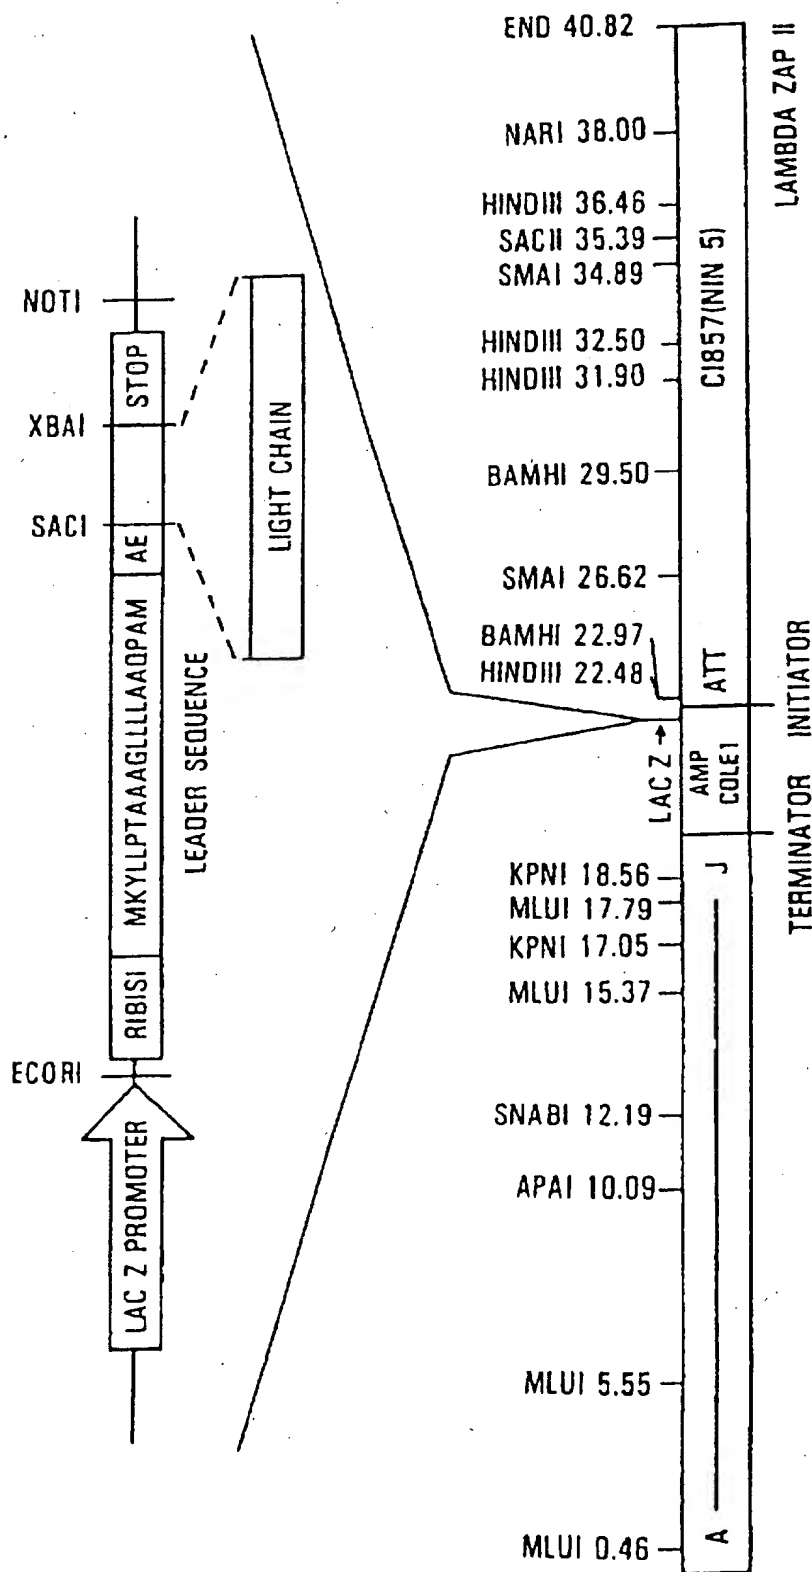 END 40.82
NARI 38.00
HINDIII 36.46
SACII 35.39
SMAI 34.89
HINDIII 32.50
HINDIII 31.90
BAMHI 29.50
SMAI 26.62
BAMHI 22.97
HINDIII 22.48
LAC Z
KPNI 18.56
MLUI 17.79
KPNI 17.05
MLUI 15.37
SNABI 12.19
APAI 10.09
MLUI 5.55
MLUI 0.46
LAMBDA ZAP II
CI857(NIN 5)
ATT
AMP
COLE1
J
A
INITIATOR
TERMINATOR
NOTI
XBAI
SACI
ECORI
STOP
AE
MKYLLPTAAAGLLLLAAQPAM
RIBISI
LAC Z PROMOTER
LEADER SEQUENCE
LIGHT CHAIN